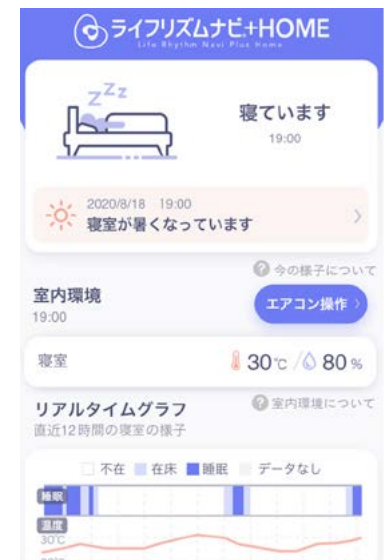 ライフリズムナビ+HOME
Life Rhythm Navi Plus Home
zZz
寝ています
19:00
2020/8/18 19:00
寝室が暑くなっています
? 今の様子について
室内環境
19:00
エアコン操作
寝室
30℃ / 80 %
リアルタイムグラフ
? 室内環境について
直近12時間の寝室の様子
不在 在床 睡眠 データなし
睡眠
温度
30℃